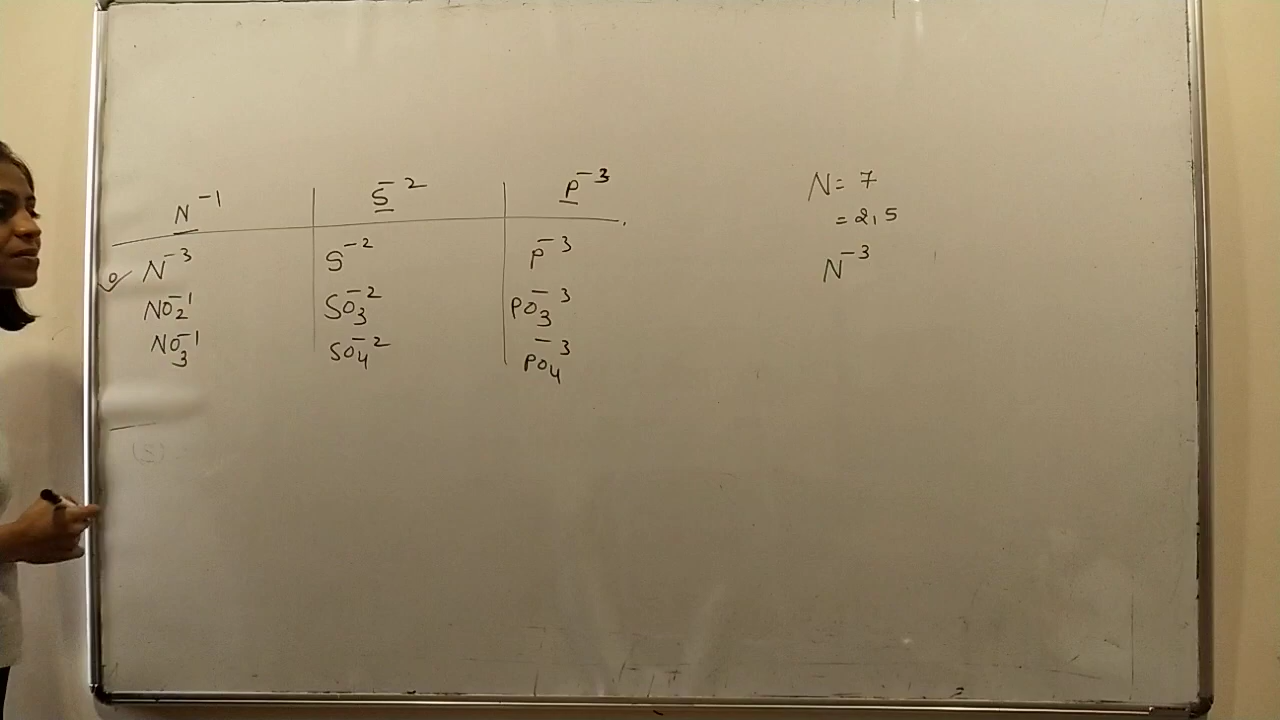 N⁻¹ | S⁻² | P⁻³
N⁻³ | S⁻² | P⁻³
NO₂⁻¹ | SO₃⁻² | PO₃⁻³
NO₃⁻¹ | SO₄⁻² | PO₄⁻³
N = 7
= 2,5
N⁻³